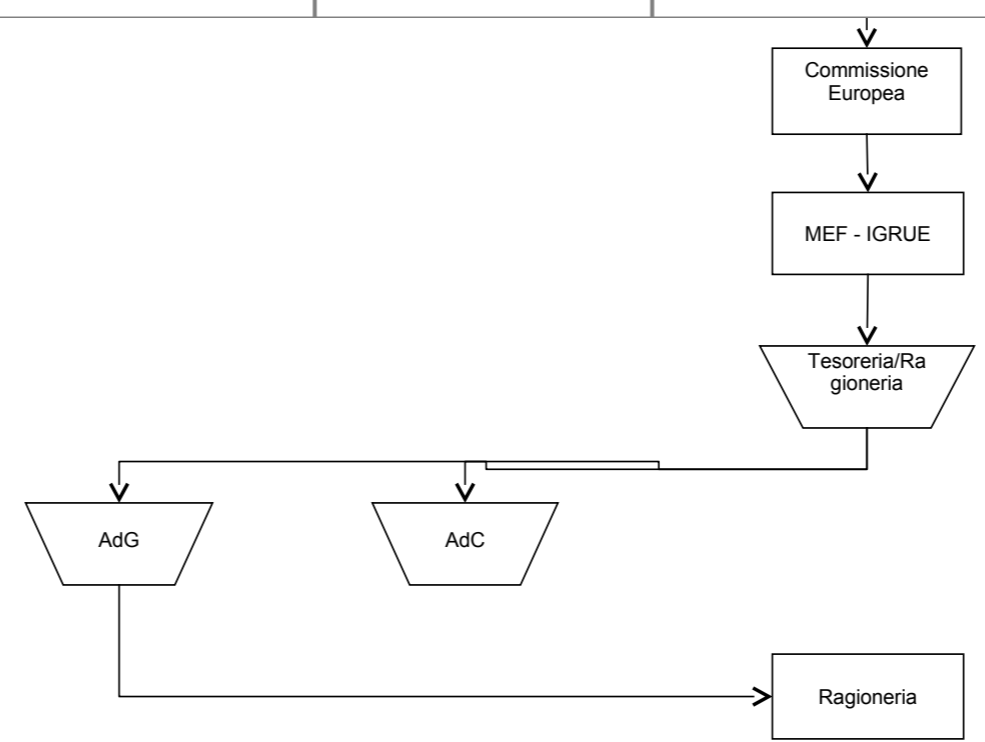 Commissione
Europea
MEF - IGRUE
Tesoreria/Ra
gioneria
AdG
AdC
Ragioneria